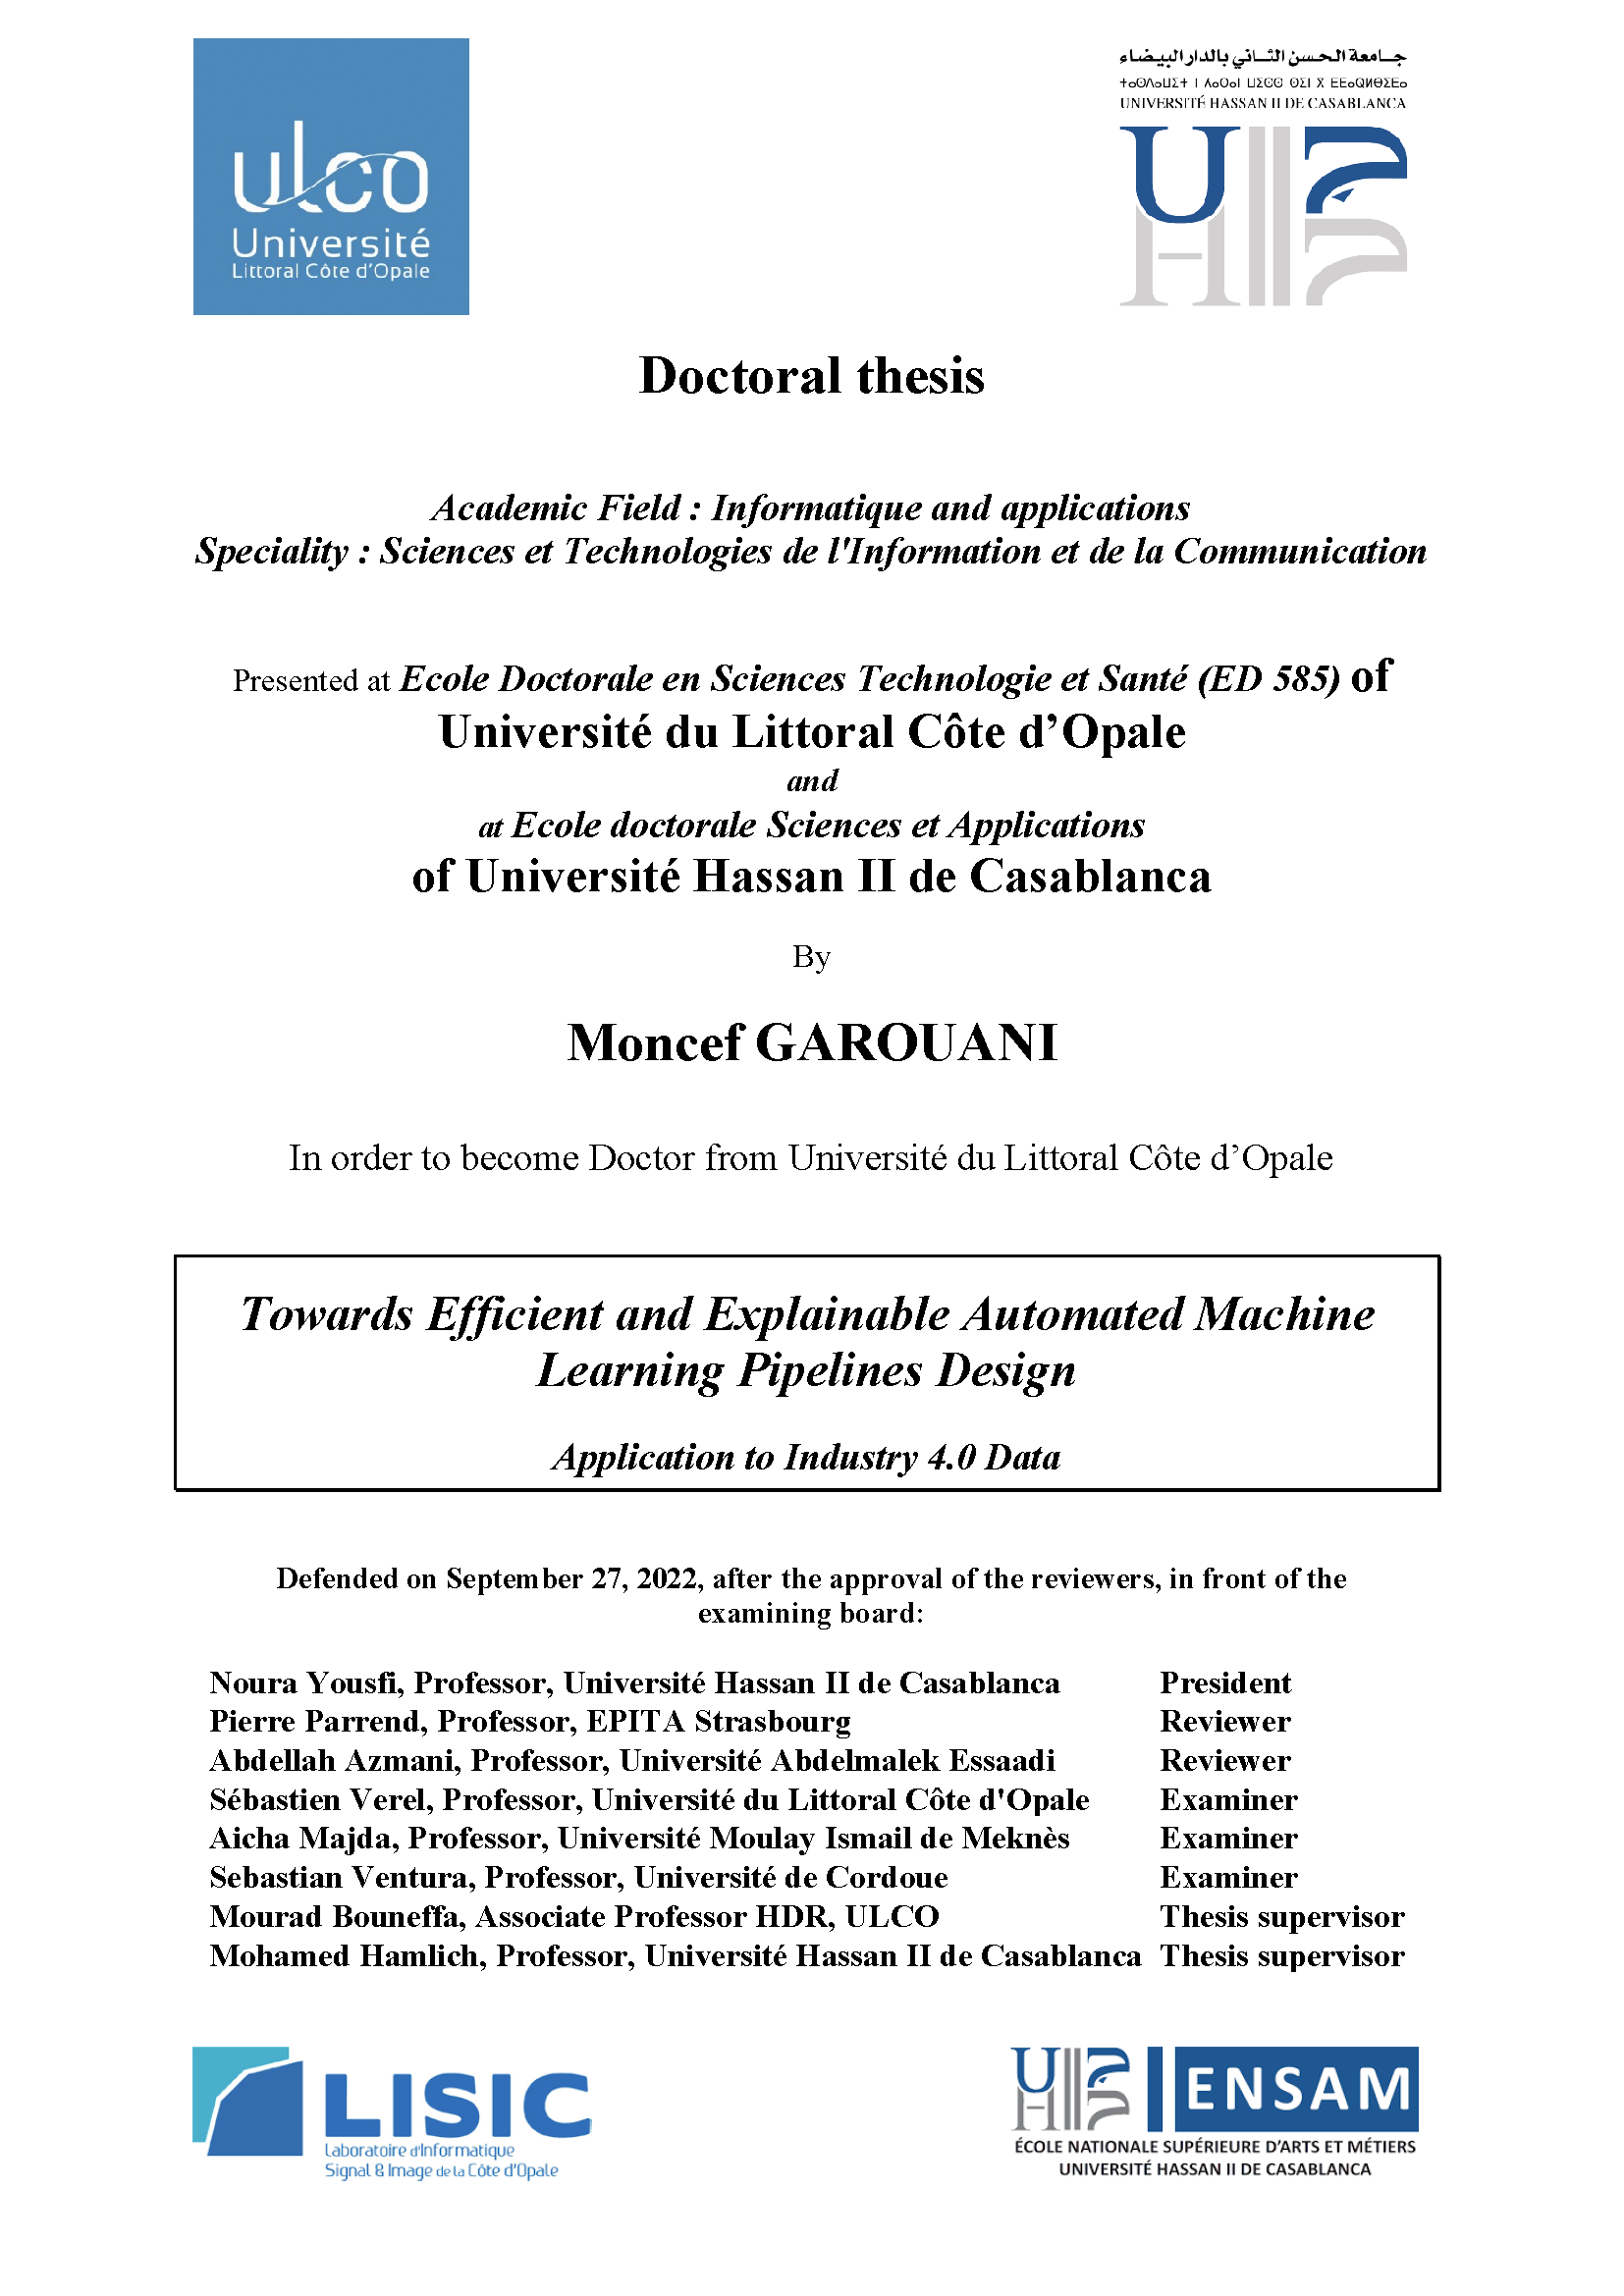 ulco
Université
Littoral Côte d'Opale
جامعة الحسن الثاني بالدار البيضاء
ⵜⴰⵙⴷⴰⵡⵉⵜ ⵏ ⵍⵃⴰⵙⴰⵏ ⵡⵉⵙⵙ ⵙⵉⵏ ⴳ ⵟⵟⴰⵕⵍⴱⵉⴹⴰ
UNIVERSITÉ HASSAN II DE CASABLANCA
Doctoral thesis
Academic Field : Informatique and applications
Speciality : Sciences et Technologies de l'Information et de la Communication
Presented at Ecole Doctorale en Sciences Technologie et Santé (ED 585) of
Université du Littoral Côte d’Opale
and
at Ecole doctorale Sciences et Applications
of Université Hassan II de Casablanca
By
Moncef GAROUANI
In order to become Doctor from Université du Littoral Côte d’Opale
Towards Efficient and Explainable Automated Machine
Learning Pipelines Design
Application to Industry 4.0 Data
Defended on September 27, 2022, after the approval of the reviewers, in front of the
examining board:
Noura Yousfi, Professor, Université Hassan II de Casablanca President
Pierre Parrend, Professor, EPITA Strasbourg Reviewer
Abdellah Azmani, Professor, Université Abdelmalek Essaadi Reviewer
Sébastien Verel, Professor, Université du Littoral Côte d'Opale Examiner
Aicha Majda, Professor, Université Moulay Ismail de Meknès Examiner
Sebastian Ventura, Professor, Université de Cordoue Examiner
Mourad Bouneffa, Associate Professor HDR, ULCO Thesis supervisor
Mohamed Hamlich, Professor, Université Hassan II de Casablanca Thesis supervisor
LISIC
Laboratoire d'Informatique
Signal & Image de la Côte d'Opale
ENSAM
ÉCOLE NATIONALE SUPÉRIEURE D'ARTS ET MÉTIERS
UNIVERSITÉ HASSAN II DE CASABLANCA